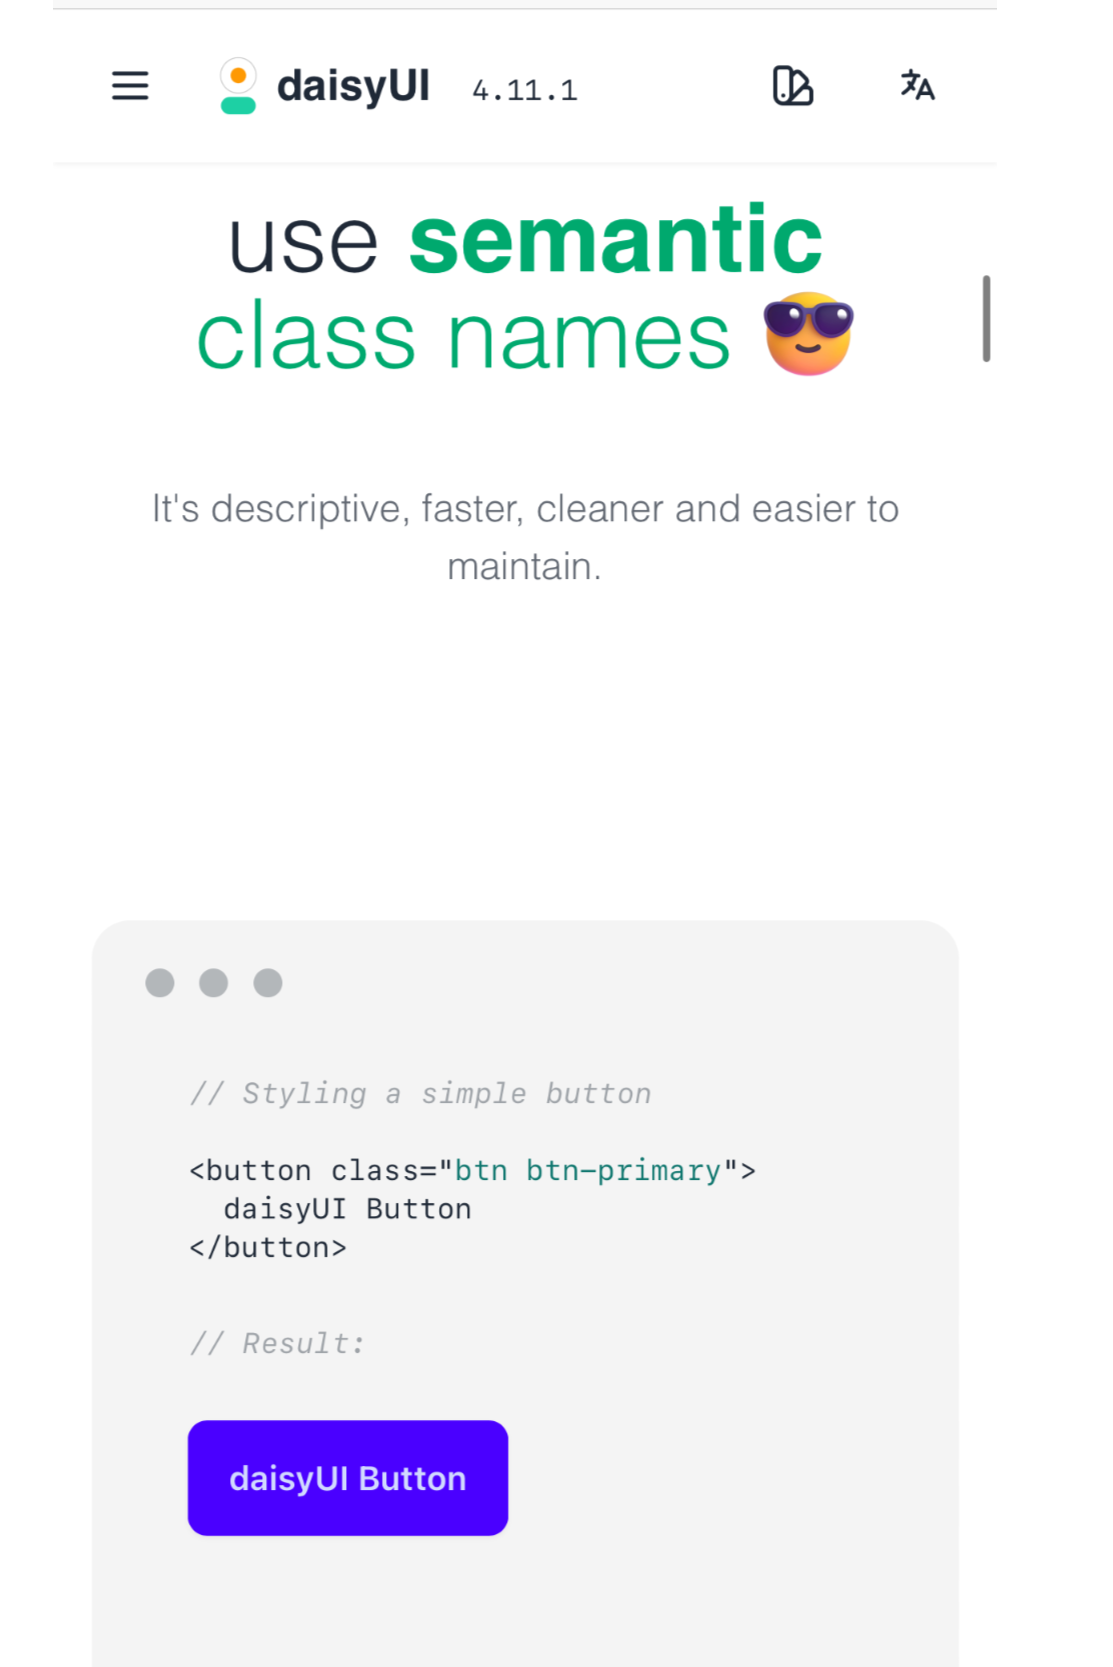 daisyUI 4.11.1
use semantic
class names 😎
It's descriptive, faster, cleaner and easier to
maintain.
// Styling a simple button
<button class="btn btn-primary">
daisyUI Button
</button>
// Result:
daisyUI Button